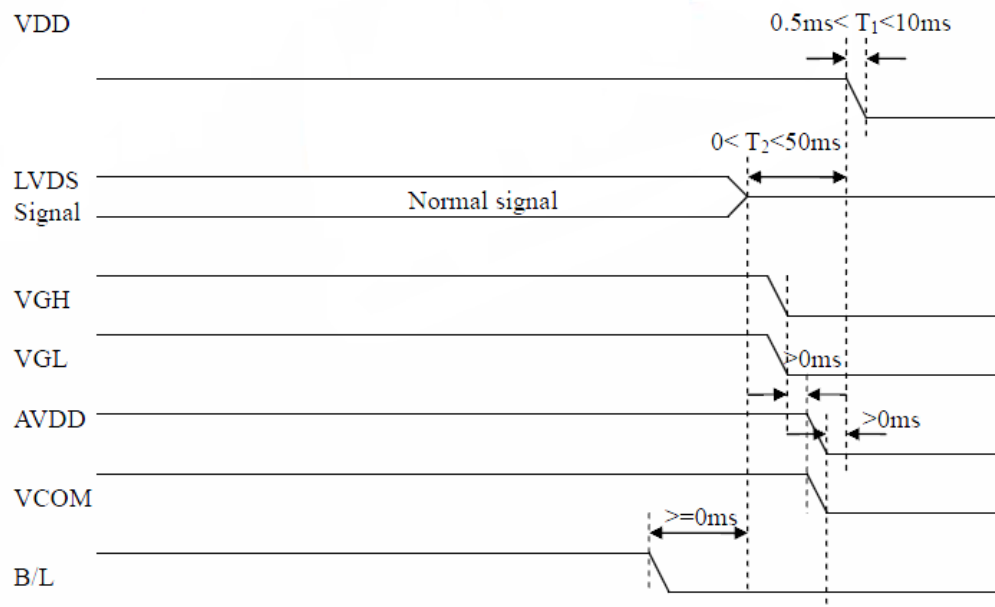 VDD
0.5ms< T₁<10ms
0< T₂<50ms
LVDS
Signal
Normal signal
VGH
VGL
>0ms
AVDD
>0ms
VCOM
>=0ms
B/L